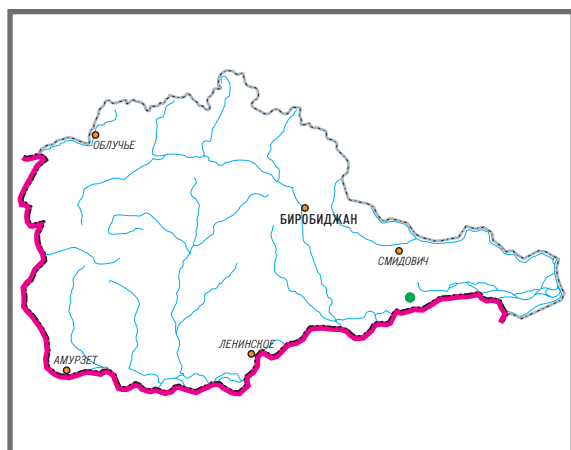 ОБЛУЧЬЕ
БИРОБИДЖАН
СМИДОВИЧ
ЛЕНИНСКОЕ
АМУРЗЕТ